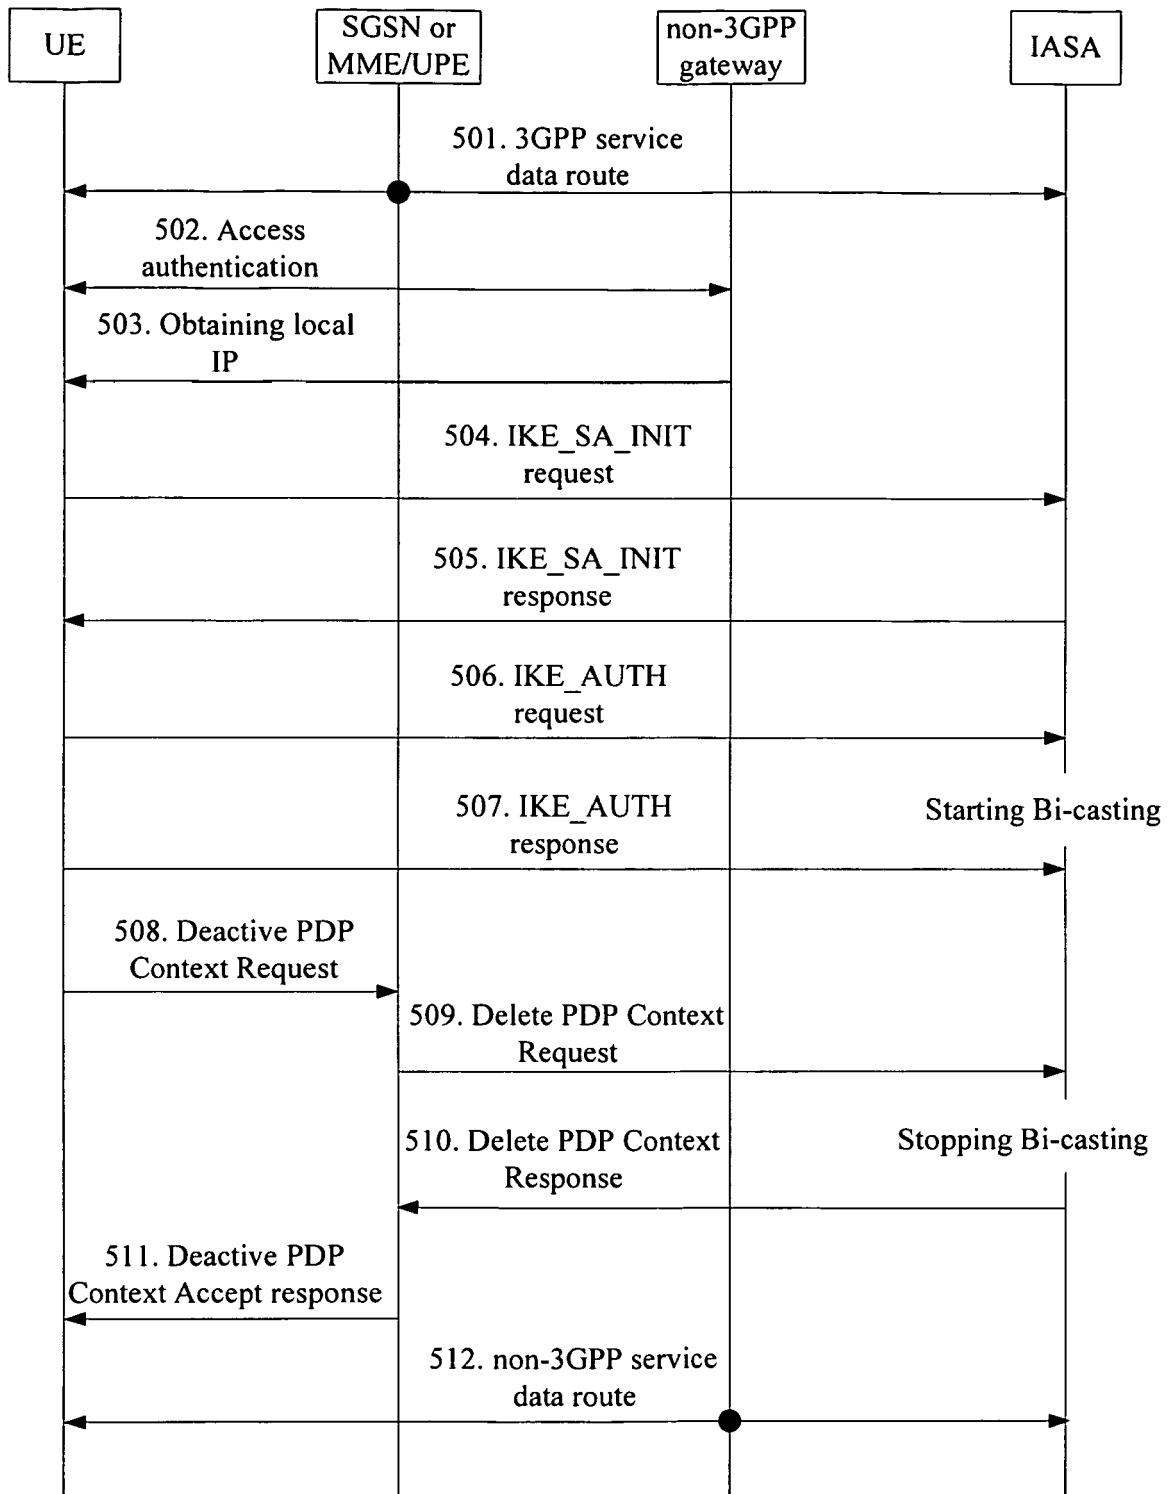 UE
SGSN or
MME/UPE
non-3GPP
gateway
IASA
501. 3GPP service
data route
502. Access
authentication
503. Obtaining local
IP
504. IKE_SA_INIT
request
505. IKE_SA_INIT
response
506. IKE_AUTH
request
507. IKE_AUTH
response
Starting Bi-casting
508. Deactive PDP
Context Request
509. Delete PDP Context
Request
510. Delete PDP Context
Response
Stopping Bi-casting
511. Deactive PDP
Context Accept response
512. non-3GPP service
data route